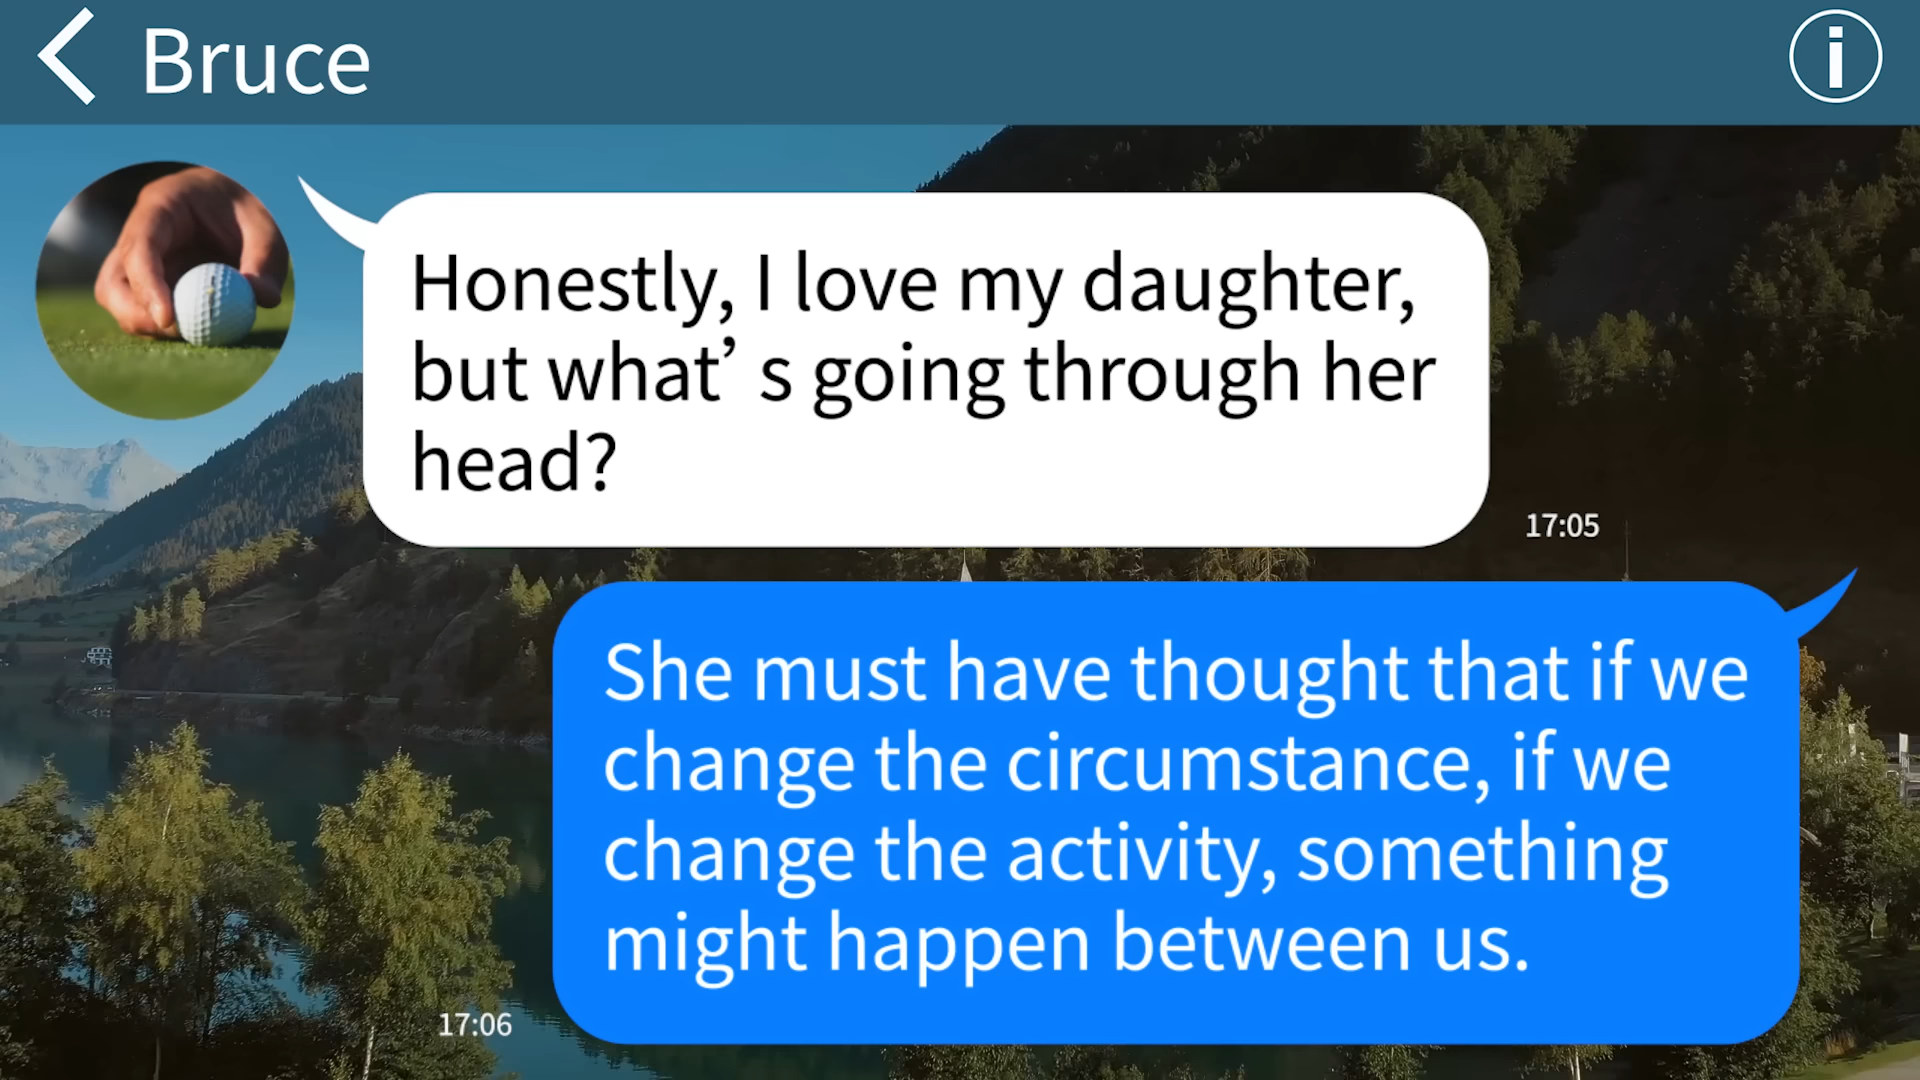 Bruce
Honestly, I love my daughter,
but what’ s going through her
head?
17:05
She must have thought that if we
change the circumstance, if we
change the activity, something
might happen between us.
17:06